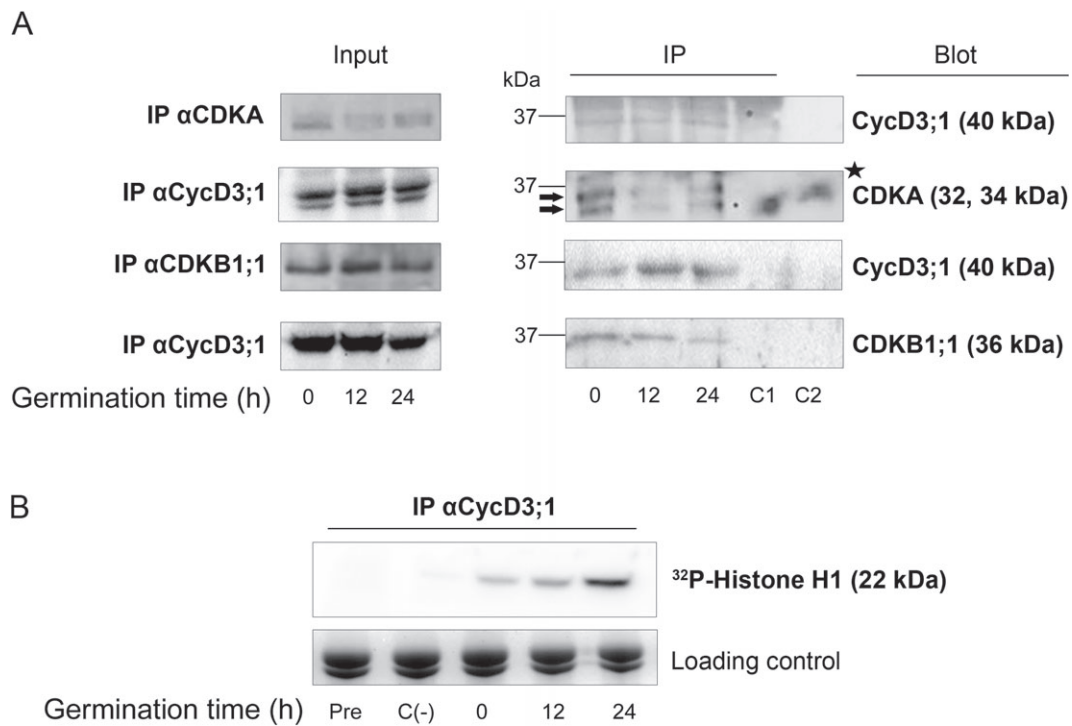 A
Input
IP
Blot
kDa
IP αCDKA
37
CycD3;1 (40 kDa)
IP αCycD3;1
37
★
CDKA (32, 34 kDa)
IP αCDKB1;1
37
CycD3;1 (40 kDa)
IP αCycD3;1
37
CDKB1;1 (36 kDa)
Germination time (h) 0 12 24
0 12 24 C1 C2
B
IP αCycD3;1
³²P-Histone H1 (22 kDa)
Loading control
Germination time (h) Pre C(-) 0 12 24